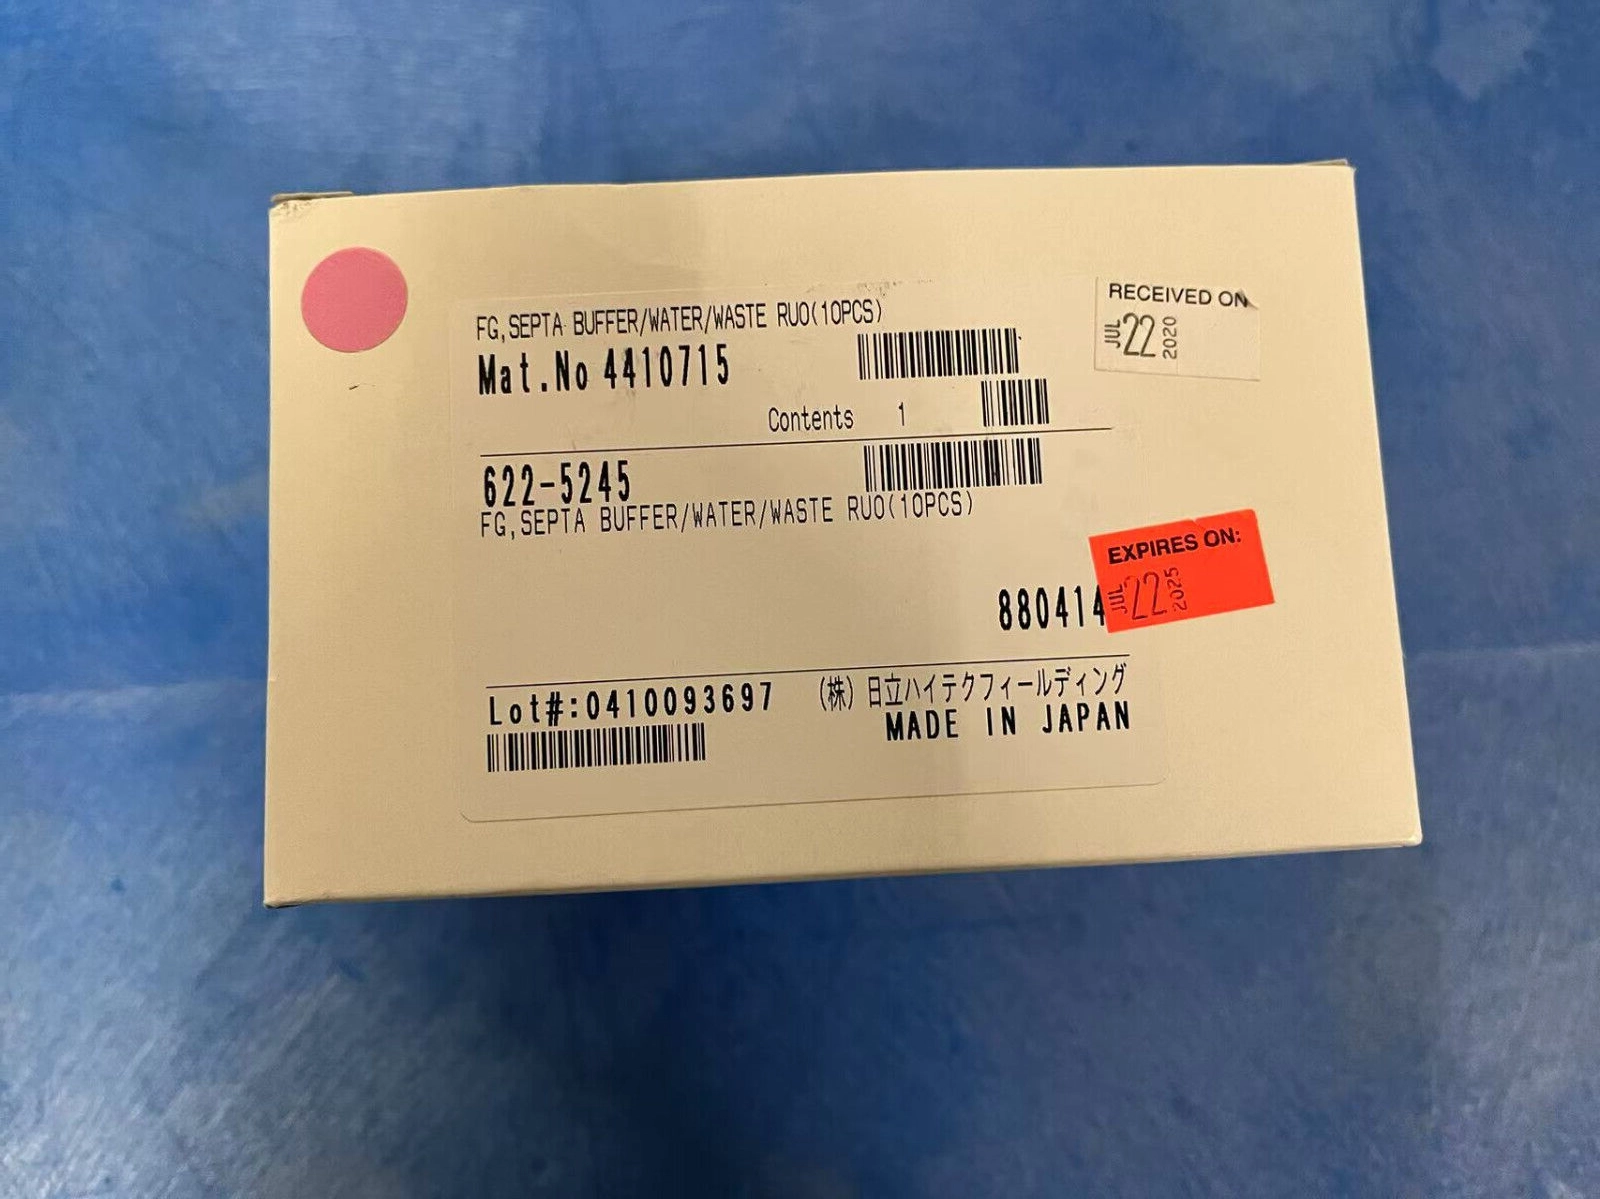 FG,SEPTA BUFFER/WATER/WASTE RUO(10PCS)
Mat.No 4410715
Contents 1
622-5245
FG,SEPTA BUFFER/WATER/WASTE RUO(10PCS)
880414
Lot#:0410093697
(株)日立ハイテクフィールディング
MADE IN JAPAN
RECEIVED ON
JUL 22 2020
EXPIRES ON:
JUL 22 2025